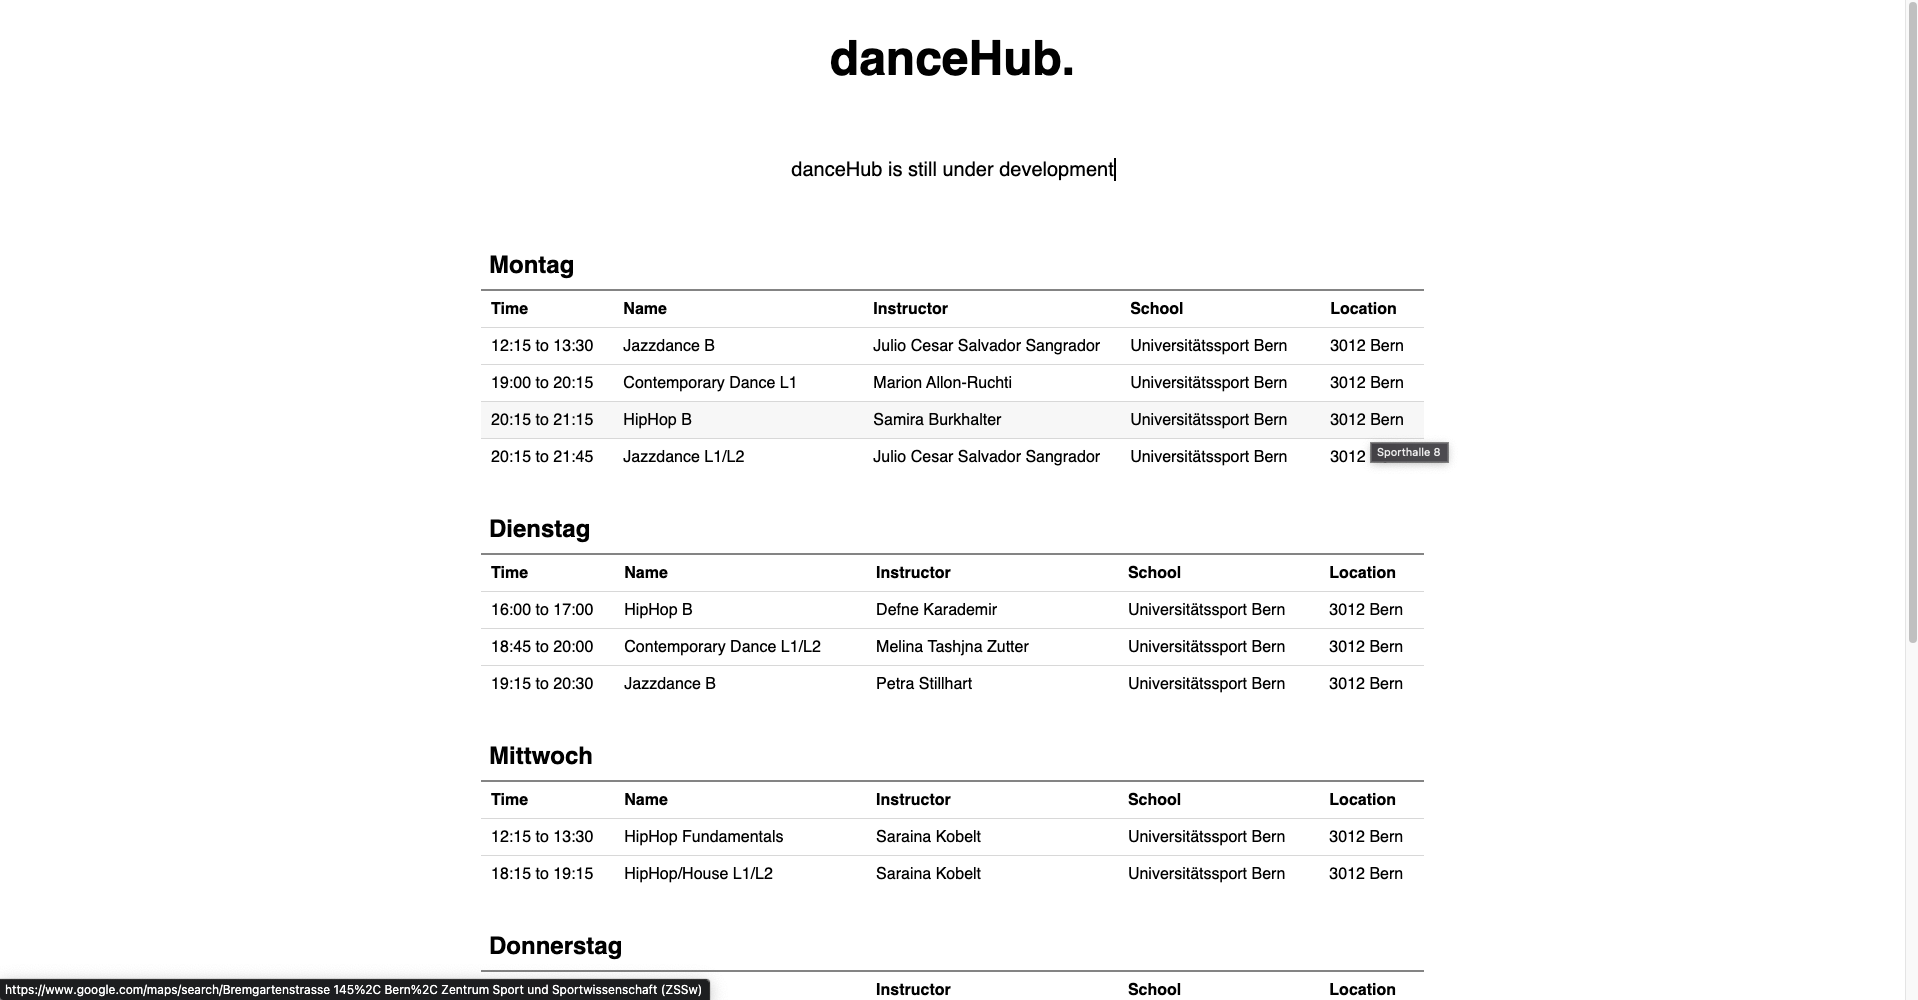 danceHub.
danceHub is still under development
Montag
Time Name Instructor School Location
12:15 to 13:30 Jazzdance B Julio Cesar Salvador Sangrador Universitätssport Bern 3012 Bern
19:00 to 20:15 Contemporary Dance L1 Marion Allon-Ruchti Universitätssport Bern 3012 Bern
20:15 to 21:15 HipHop B Samira Burkhalter Universitätssport Bern 3012 Bern
20:15 to 21:45 Jazzdance L1/L2 Julio Cesar Salvador Sangrador Universitätssport Bern 3012
Sporthalle 8
Dienstag
Time Name Instructor School Location
16:00 to 17:00 HipHop B Defne Karademir Universitätssport Bern 3012 Bern
18:45 to 20:00 Contemporary Dance L1/L2 Melina Tashjna Zutter Universitätssport Bern 3012 Bern
19:15 to 20:30 Jazzdance B Petra Stillhart Universitätssport Bern 3012 Bern
Mittwoch
Time Name Instructor School Location
12:15 to 13:30 HipHop Fundamentals Saraina Kobelt Universitätssport Bern 3012 Bern
18:15 to 19:15 HipHop/House L1/L2 Saraina Kobelt Universitätssport Bern 3012 Bern
Donnerstag
Instructor School Location
https://www.google.com/maps/search/Bremgartenstrasse 145%2C Bern%2C Zentrum Sport und Sportwissenschaft (ZSSw)